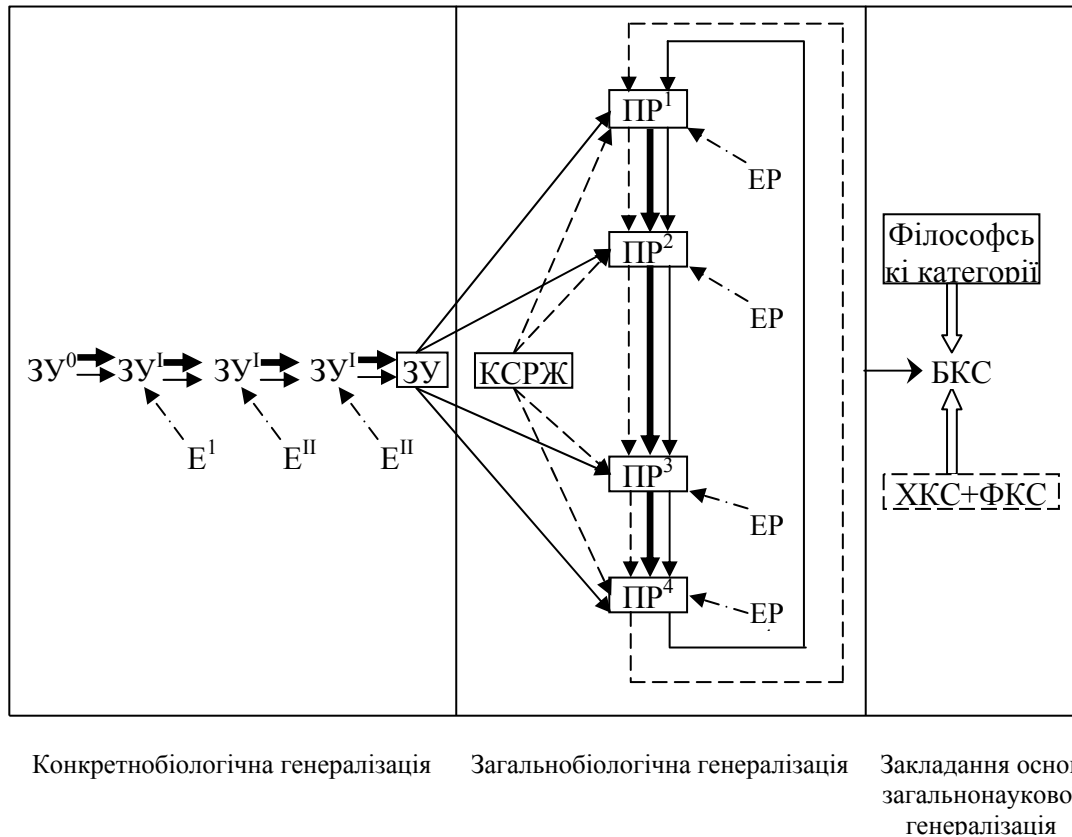 ПР¹
ЕР
ПР²
ЕР
Філософсь
кі категорії
ЗУ⁰
ЗУᴵ
ЗУᴵ
ЗУᴵ
ЗУ
КСРЖ
БКС
Е¹
Еᴵᴵ
Еᴵᴵ
ПР³
ЕР
ХКС+ФКС
ПР⁴
ЕР
Конкретнобіологічна генералізація
Загальнобіологічна генералізація
Закладання основ
загальнонауково
генералізація